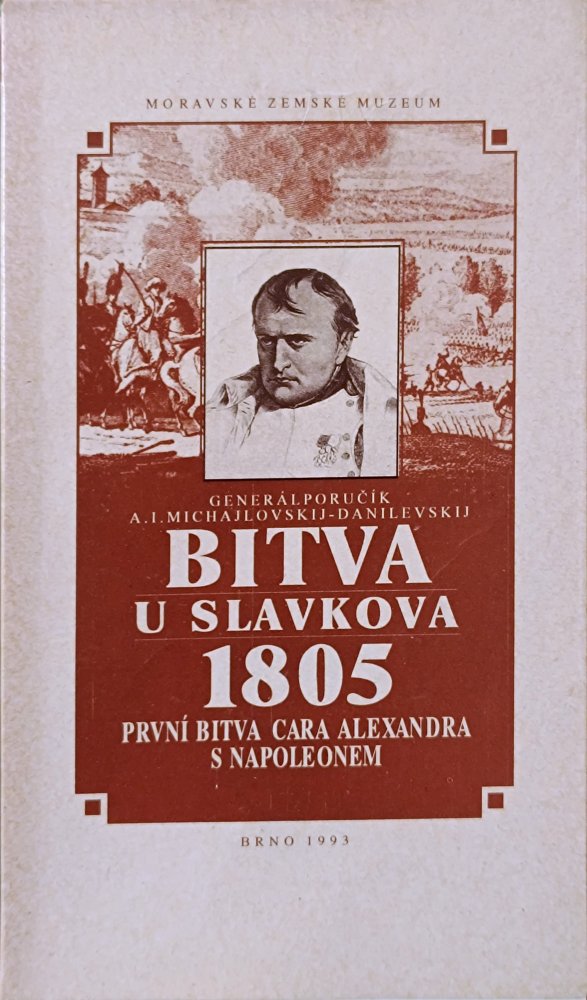 MORAVSKÉ ZEMSKÉ MUZEUM
GENERÁLPORUČÍK
A.I.MICHAJLOVSKIJ-DANILEVSKIJ
BITVA
U SLAVKOVA
1805
PRVNÍ BITVA CARA ALEXANDRA
S NAPOLEONEM
BRNO 1993